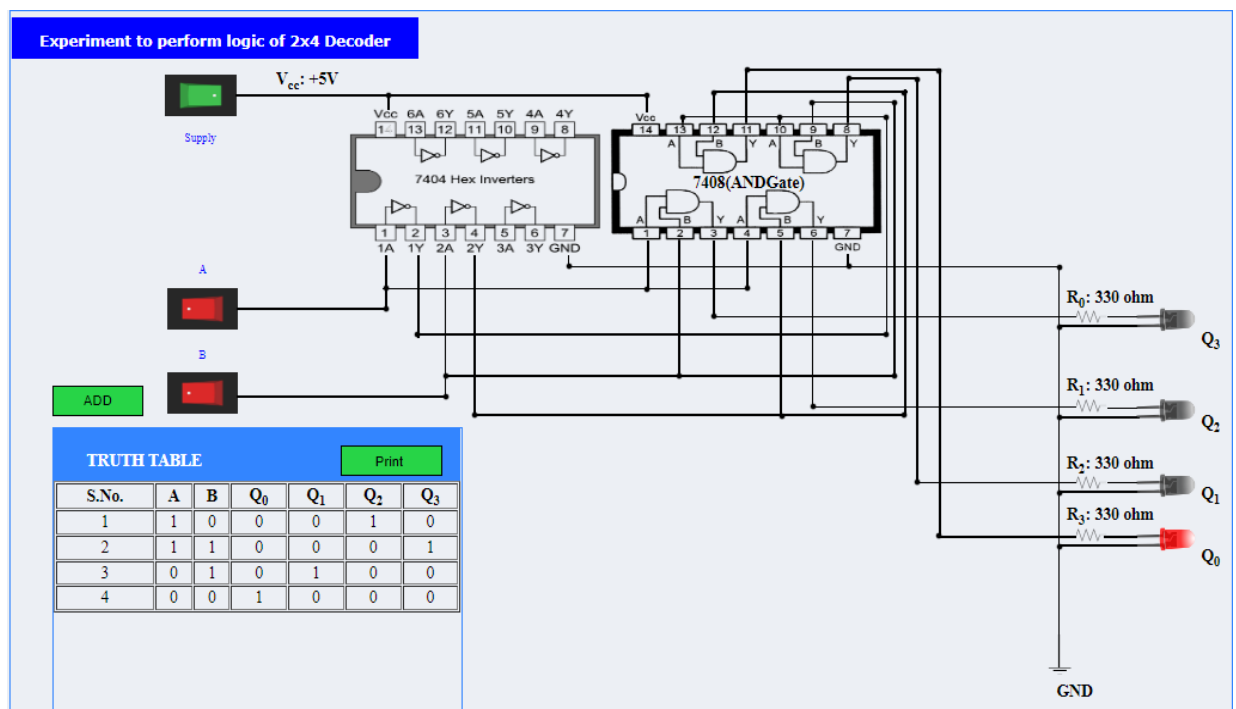 Experiment to perform logic of 2x4 Decoder
Vcc: +5V
Supply
Vcc 6A 6Y 5A 5Y 4A 4Y
14 13 12 11 10 9 8
7404 Hex Inverters
1 2 3 4 5 6 7
1A 1Y 2A 2Y 3A 3Y GND
Vcc
14 13 12 11 10 9 8
A B Y A B Y
7408(ANDGate)
A B Y A B Y
1 2 3 4 5 6 7
GND
A
B
ADD
R0: 330 ohm
Q3
R1: 330 ohm
Q2
R2: 330 ohm
Q1
R3: 330 ohm
Q0
GND
TRUTH TABLE
Print
S.No. A B Q0 Q1 Q2 Q3
1 1 0 0 0 1 0
2 1 1 0 0 0 1
3 0 1 0 1 0 0
4 0 0 1 0 0 0